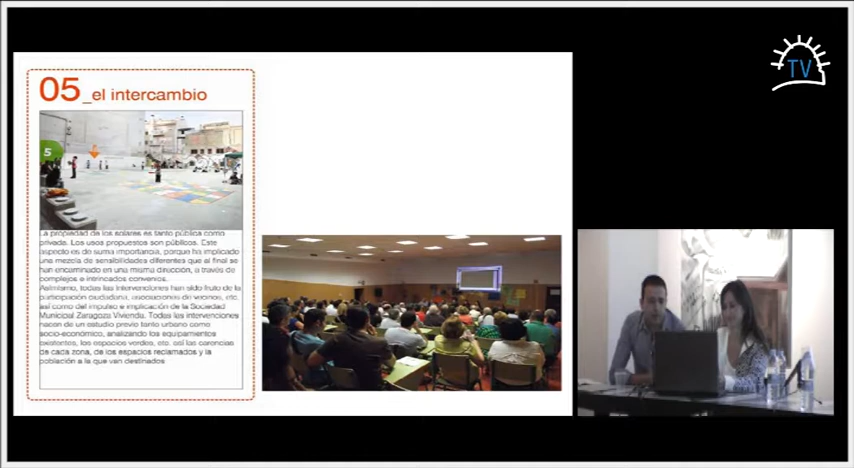 TV
05_el intercambio
5
La propiedad de los solares es tanto pública como
privada. Los usos propuestos son públicos. Este
aspecto es de suma importancia, porque ha implicado
una mezcla de sensibilidades diferentes que al final se
han encaminado en una misma dirección, a través de
complejos e intrincados convenios.
Asimismo, todas las intervenciones han sido fruto de la
participación ciudadana, asociaciones de vecinos, etc.
así como del impulso e implicación de la Sociedad
Municipal Zaragoza Vivienda. Todas las intervenciones
nacen de un estudio previo tanto urbano como
socio-económico, analizando los equipamientos
existentes, los espacios verdes, etc. así las carencias
de cada zona, de los espacios reclamados y la
población a la que van destinados